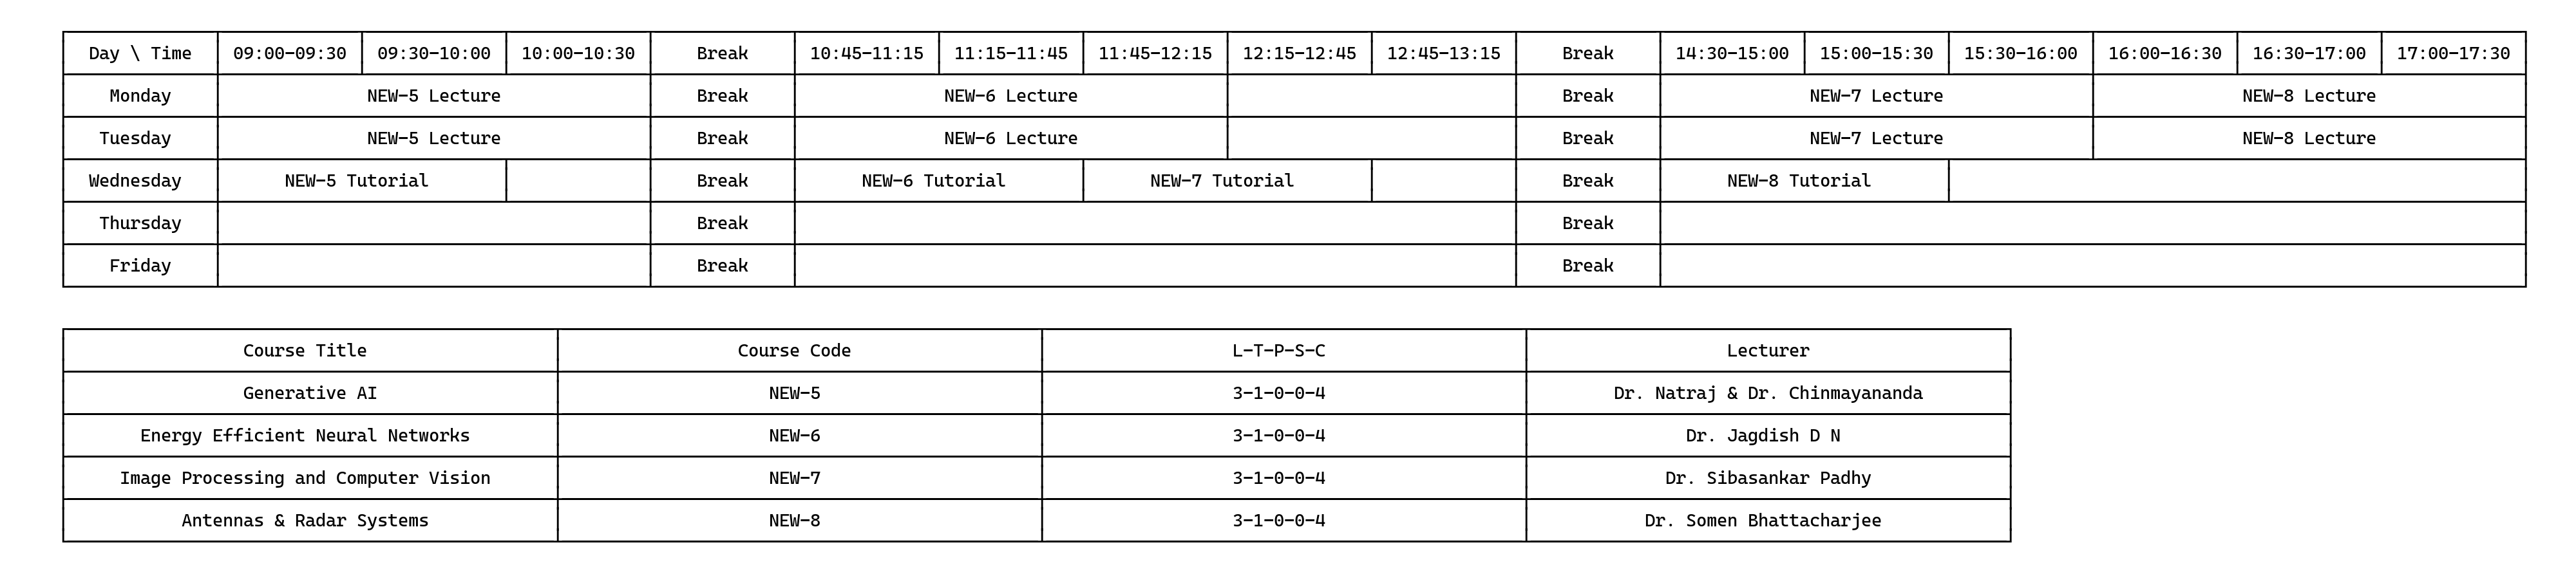 Day \ Time 09:00-09:30 09:30-10:00 10:00-10:30 Break 10:45-11:15 11:15-11:45 11:45-12:15 12:15-12:45 12:45-13:15 Break 14:30-15:00 15:00-15:30 15:30-16:00 16:00-16:30 16:30-17:00 17:00-17:30
Monday NEW-5 Lecture Break NEW-6 Lecture Break NEW-7 Lecture NEW-8 Lecture
Tuesday NEW-5 Lecture Break NEW-6 Lecture Break NEW-7 Lecture NEW-8 Lecture
Wednesday NEW-5 Tutorial Break NEW-6 Tutorial NEW-7 Tutorial Break NEW-8 Tutorial
Thursday Break Break
Friday Break Break
Course Title Course Code L-T-P-S-C Lecturer
Generative AI NEW-5 3-1-0-0-4 Dr. Natraj & Dr. Chinmayananda
Energy Efficient Neural Networks NEW-6 3-1-0-0-4 Dr. Jagdish D N
Image Processing and Computer Vision NEW-7 3-1-0-0-4 Dr. Sibasankar Padhy
Antennas & Radar Systems NEW-8 3-1-0-0-4 Dr. Somen Bhattacharjee